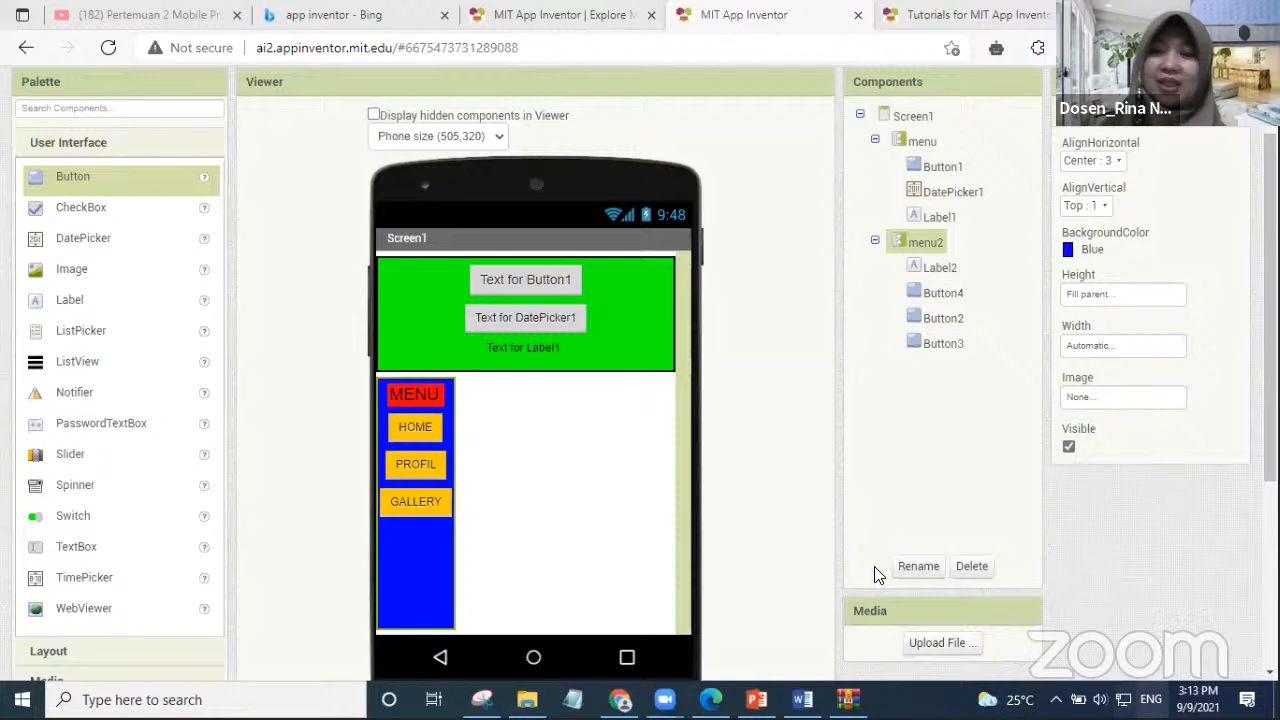 (182) Pertemuan 2 Mobile Pr
app inventor - Bing
MIT App Inventor | Explore M
MIT App Inventor
Tutorials for MIT App Invent
Not secure
ai2.appinventor.mit.edu/#6675473731289088
Dosen_Rina N...
Palette
Search Components...
User Interface
Button
CheckBox
DatePicker
Image
Label
ListPicker
ListView
Notifier
PasswordTextBox
Slider
Spinner
Switch
TextBox
TimePicker
WebViewer
Layout
Viewer
Display hidden components in Viewer
Phone size (505,320)
9:48
Screen1
Text for Button1
Text for DatePicker1
Text for Label1
MENU
HOME
PROFIL
GALLERY
Components
Screen1
menu
Button1
DatePicker1
Label1
menu2
Label2
Button4
Button2
Button3
Rename
Delete
Media
Upload File ...
AlignHorizontal
Center : 3
AlignVertical
Top : 1
BackgroundColor
Blue
Height
Fill parent...
Width
Automatic...
Image
None...
Visible
zoom
Type here to search
25°C
ENG
3:13 PM
9/9/2021